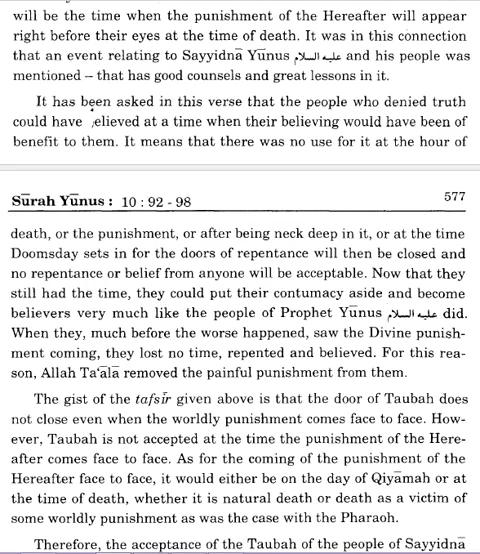 will be the time when the punishment of the Hereafter will appear
right before their eyes at the time of death. It was in this connection
that an event relating to Sayyidnā Yūnus عليه السلام and his people was
mentioned – that has good counsels and great lessons in it.
It has been asked in this verse that the people who denied truth
could have elieved at a time when their believing would have been of
benefit to them. It means that there was no use for it at the hour of
Sūrah Yūnus : 10 : 92 - 98
577
death, or the punishment, or after being neck deep in it, or at the time
Doomsday sets in for the doors of repentance will then be closed and
no repentance or belief from anyone will be acceptable. Now that they
still had the time, they could put their contumacy aside and become
believers very much like the people of Prophet Yūnus عليه السلام did.
When they, much before the worse happened, saw the Divine punish-
ment coming, they lost no time, repented and believed. For this rea-
son, Allah Ta'ālā removed the painful punishment from them.
The gist of the tafsīr given above is that the door of Taubah does
not close even when the worldly punishment comes face to face. How-
ever, Taubah is not accepted at the time the punishment of the Here-
after comes face to face. As for the coming of the punishment of the
Hereafter face to face, it would either be on the day of Qiyāmah or at
the time of death, whether it is natural death or death as a victim of
some worldly punishment as was the case with the Pharaoh.
Therefore, the acceptance of the Taubah of the people of Sayyidnā